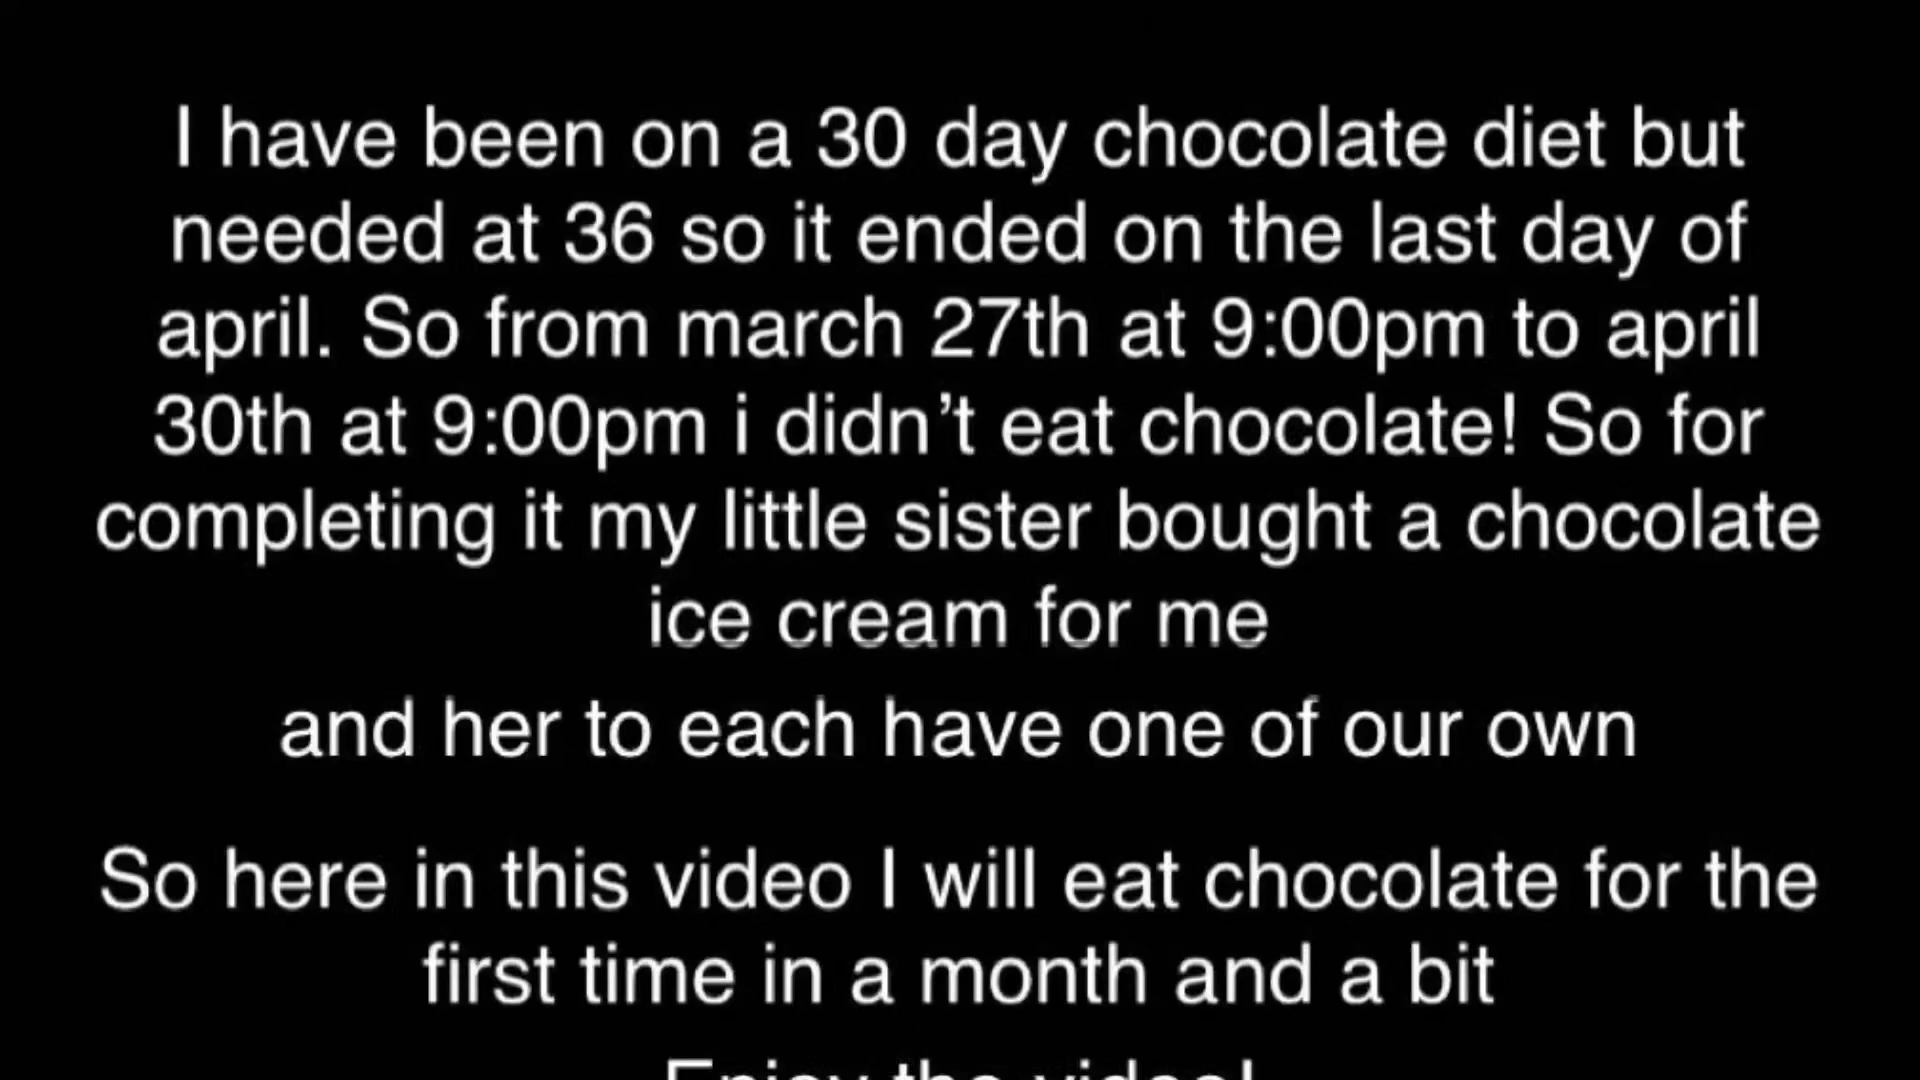 I have been on a 30 day chocolate diet but
needed at 36 so it ended on the last day of
april. So from march 27th at 9:00pm to april
30th at 9:00pm i didn’t eat chocolate! So for
completing it my little sister bought a chocolate
ice cream for me
and her to each have one of our own
So here in this video I will eat chocolate for the
first time in a month and a bit
Enjoy the video!